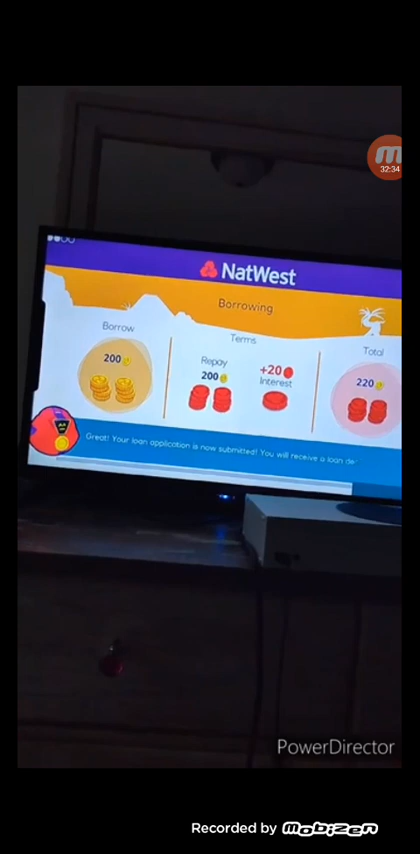 32:34
NatWest
Borrowing
Borrow
Terms
Total
200
Repay
200
+20
Interest
220
Great! Your loan application is now submitted! You will receive a loan de-
PowerDirector
Recorded by mobizen